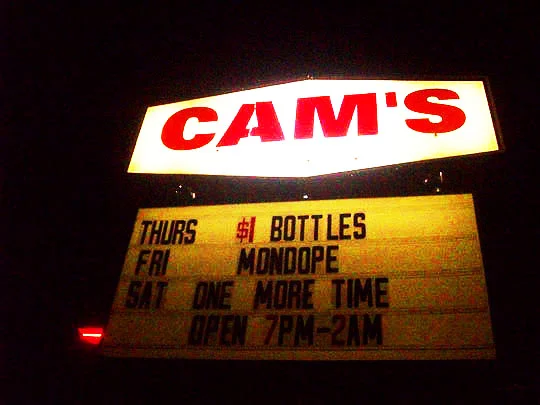 CAM'S
THURS $1 BOTTLES
FRI MONDOPE
SAT ONE MORE TIME
OPEN 7PM-2AM